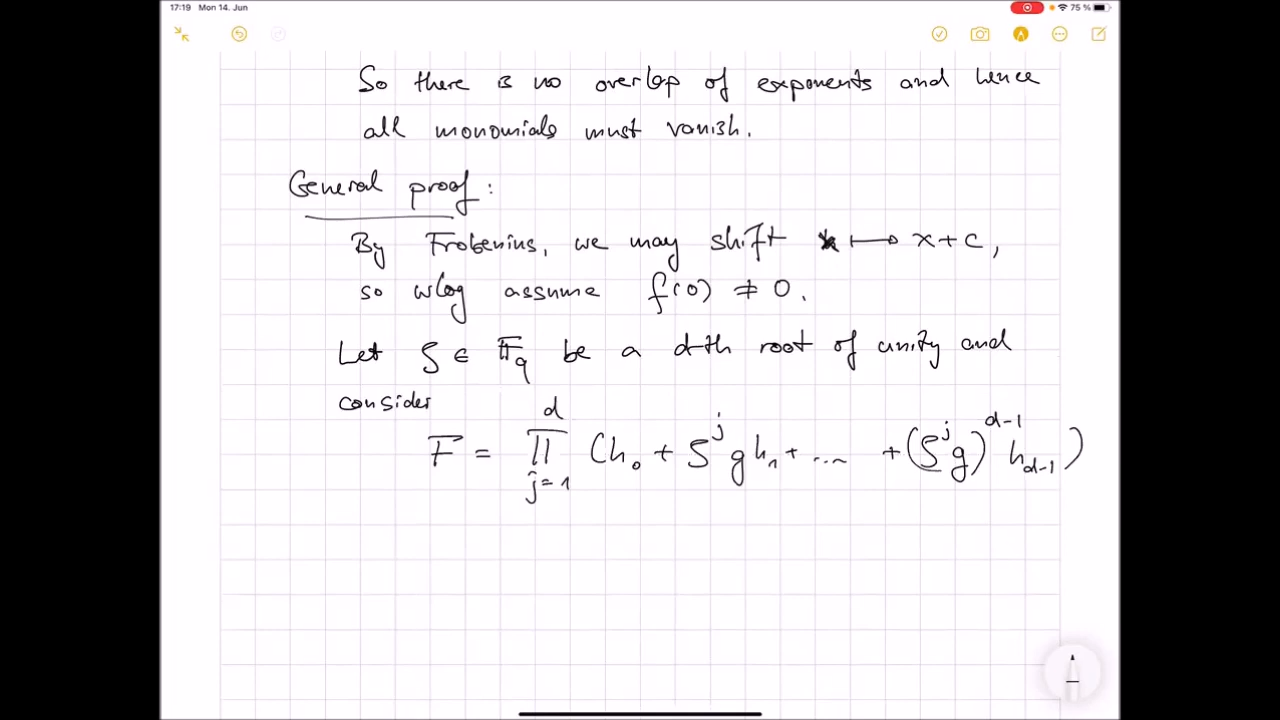 17:19 Mon 14. Jun 75 %
So there is no overlap of exponents and hence
all monomials must vanish.
General proof:
By Frobenius, we may shift x ↦ x + c,
so wlog assume f(0) ≠ 0.
Let ζ ∈ 𝔽_q be a d-th root of unity and
consider
F = ∏_{j=1}^{d} (h_0 + ζ^j g h_1 + ... + (ζ^j g)^{d-1} h_{d-1})